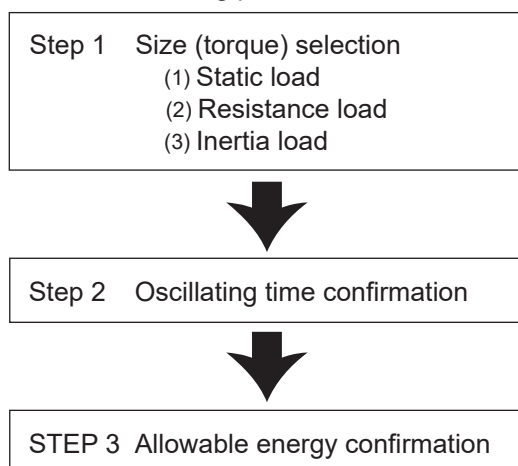 Step 1 Size (torque) selection
(1) Static load
(2) Resistance load
(3) Inertia load
Step 2 Oscillating time confirmation
STEP 3 Allowable energy confirmation